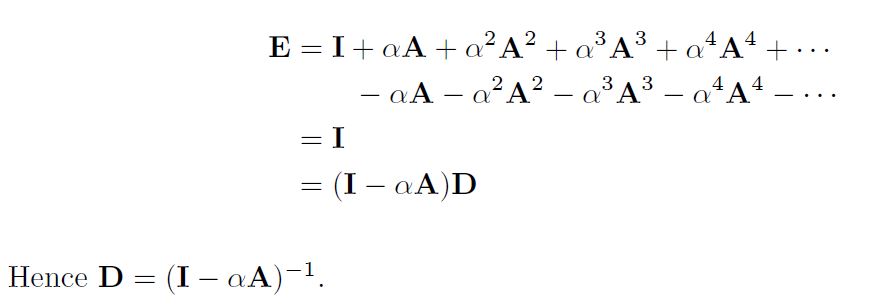 E = I + αA + α²A² + α³A³ + α⁴A⁴ + ⋯
− αA − α²A² − α³A³ − α⁴A⁴ − ⋯
= I
= (I − αA)D
Hence D = (I − αA)⁻¹.